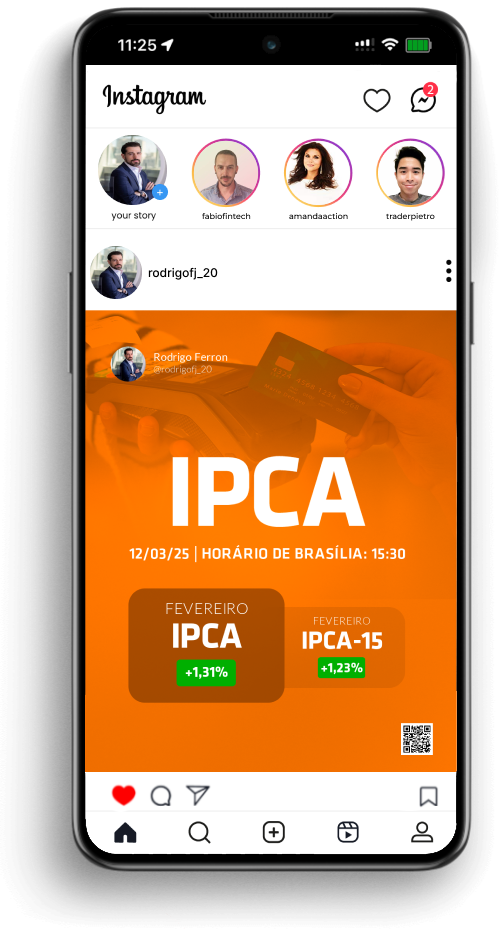 11:25
Instagram
2
your story
fabiofintech
amandaaction
traderpietro
rodrigofj_20
Rodrigo Ferron
@rodrigofj_20
IPCA
12/03/25 | HORÁRIO DE BRASÍLIA: 15:30
FEVEREIRO
IPCA
+1,31%
FEVEREIRO
IPCA-15
+1,23%